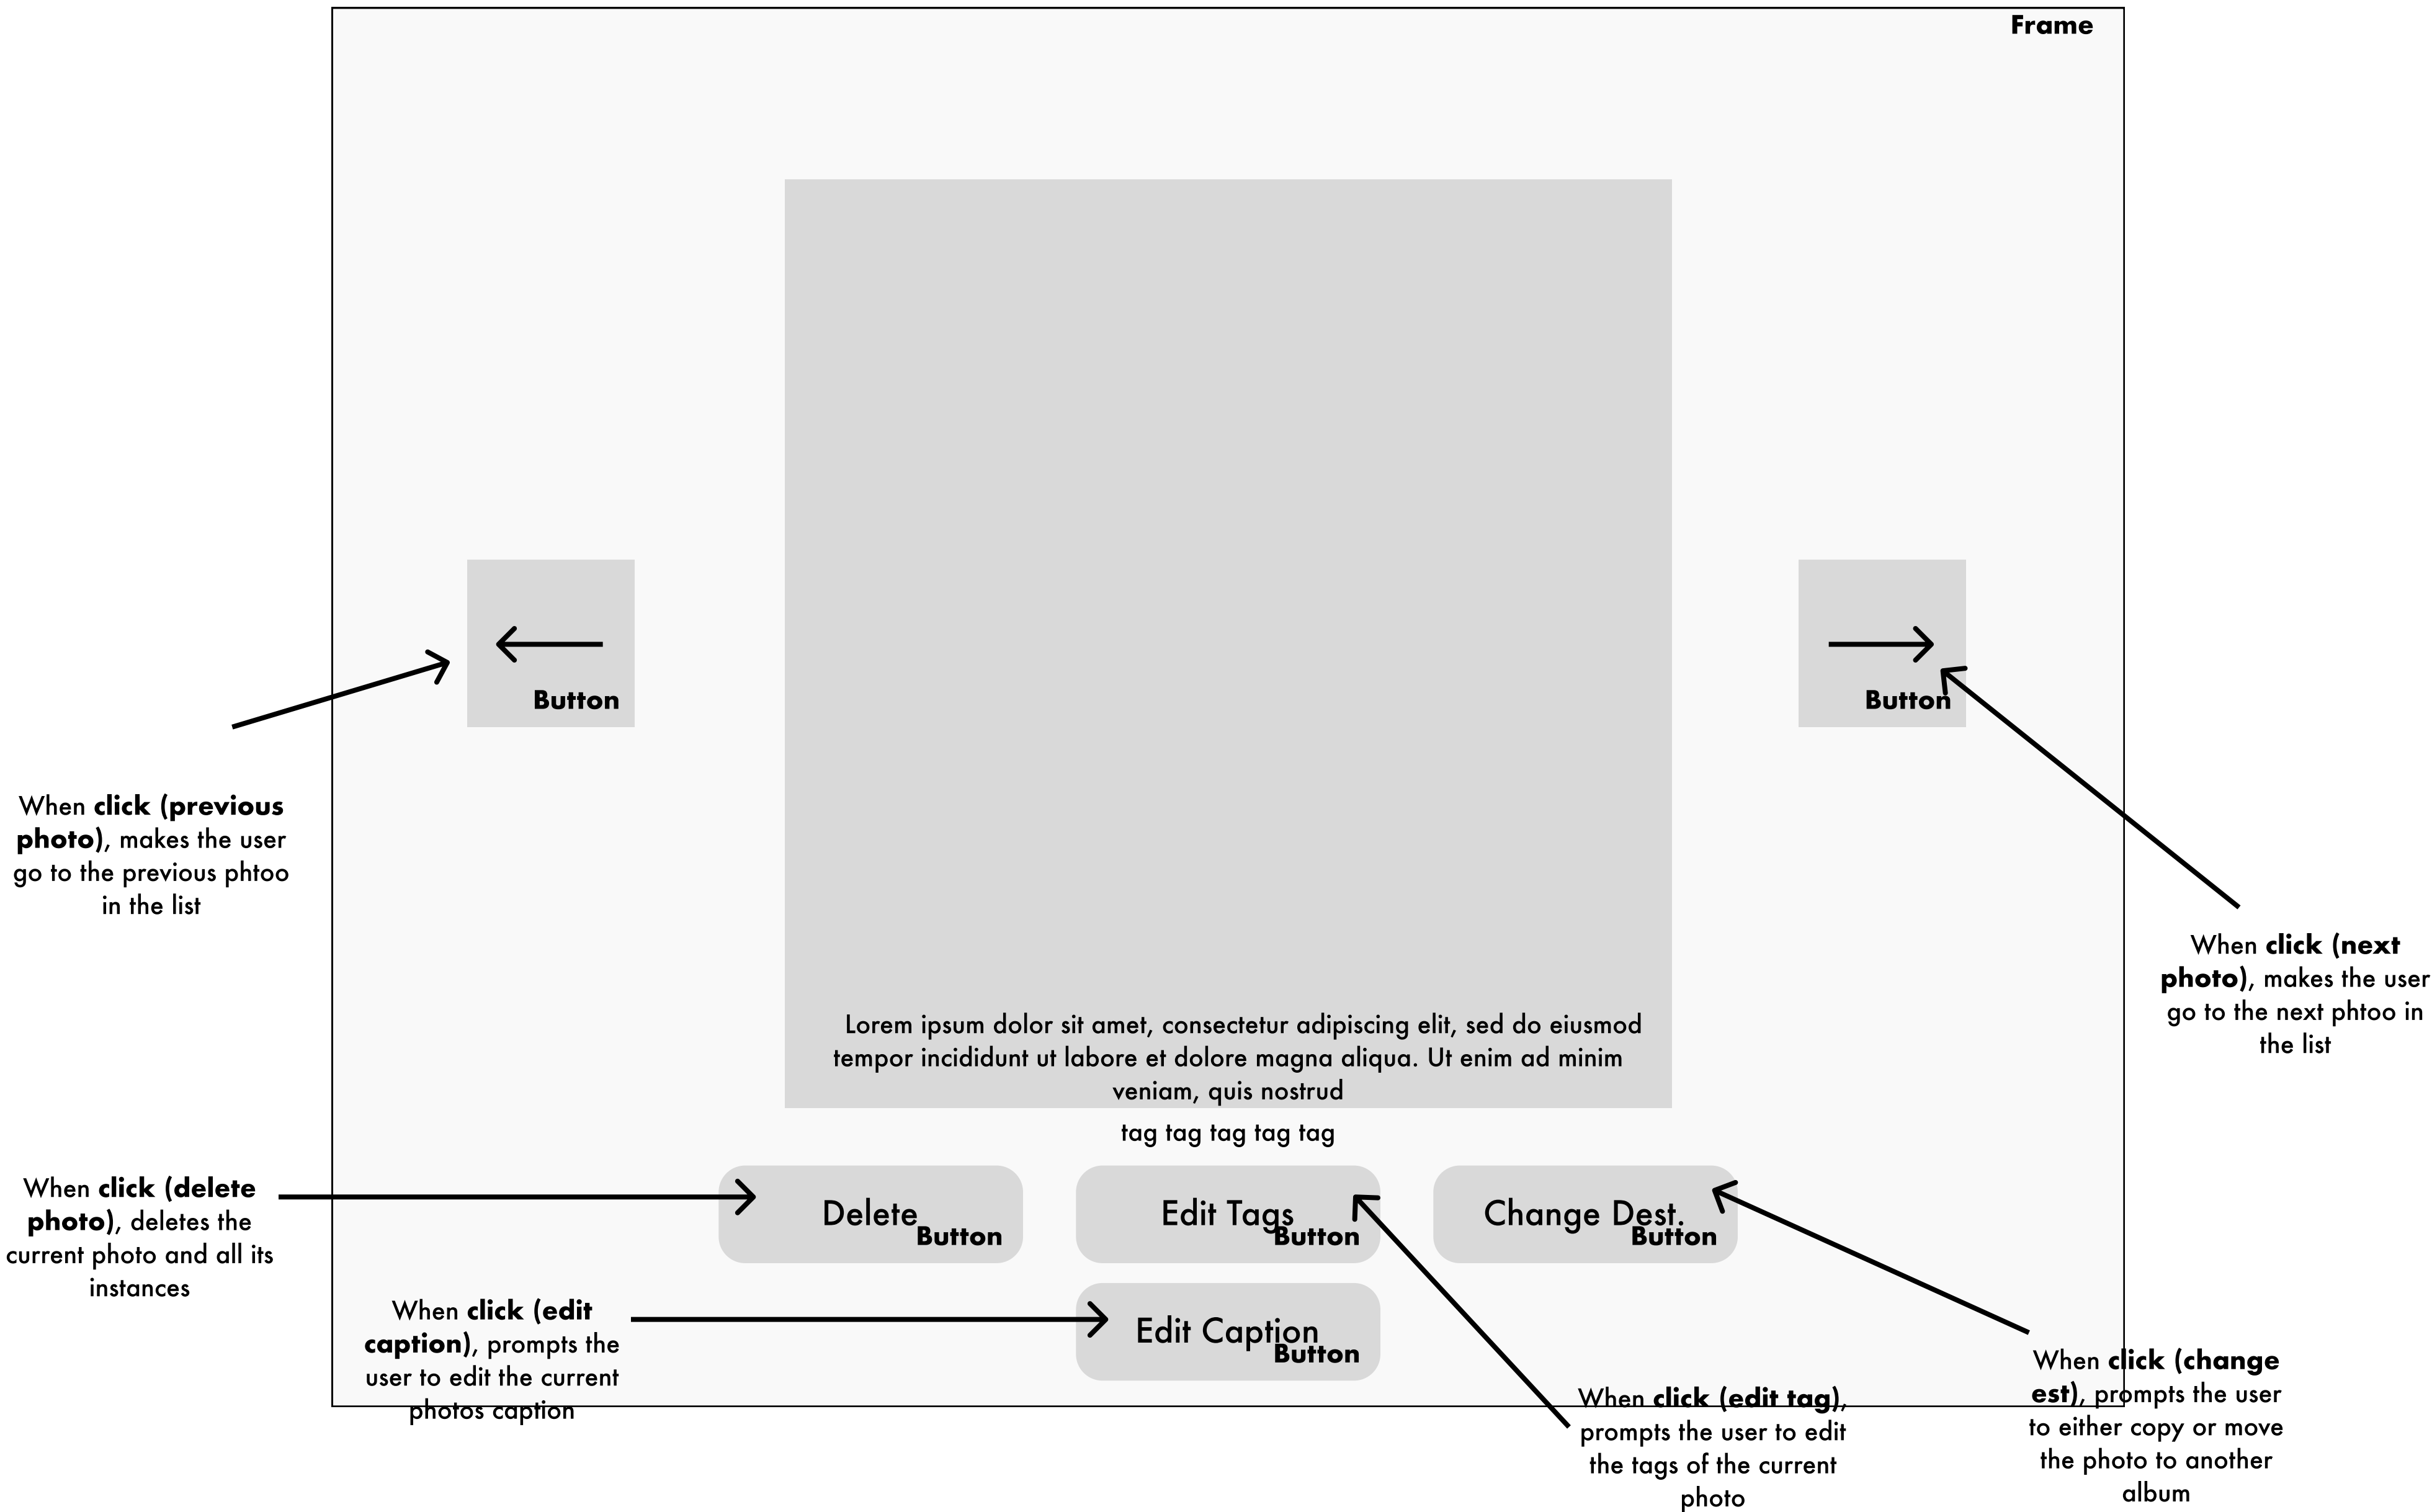 Frame
Button
Button
When click (previous
photo), makes the user
go to the previous phtoo
in the list
When click (next
photo), makes the user
go to the next phtoo in
the list
Lorem ipsum dolor sit amet, consectetur adipiscing elit, sed do eiusmod
tempor incididunt ut labore et dolore magna aliqua. Ut enim ad minim
veniam, quis nostrud
tag tag tag tag tag
When click (delete
photo), deletes the
current photo and all its
instances
Delete
Button
Edit Tags
Button
Change Dest.
Button
When click (edit
caption), prompts the
user to edit the current
photos caption
Edit Caption
Button
When click (edit tag),
prompts the user to edit
the tags of the current
photo
When click (change
est), prompts the user
to either copy or move
the photo to another
album